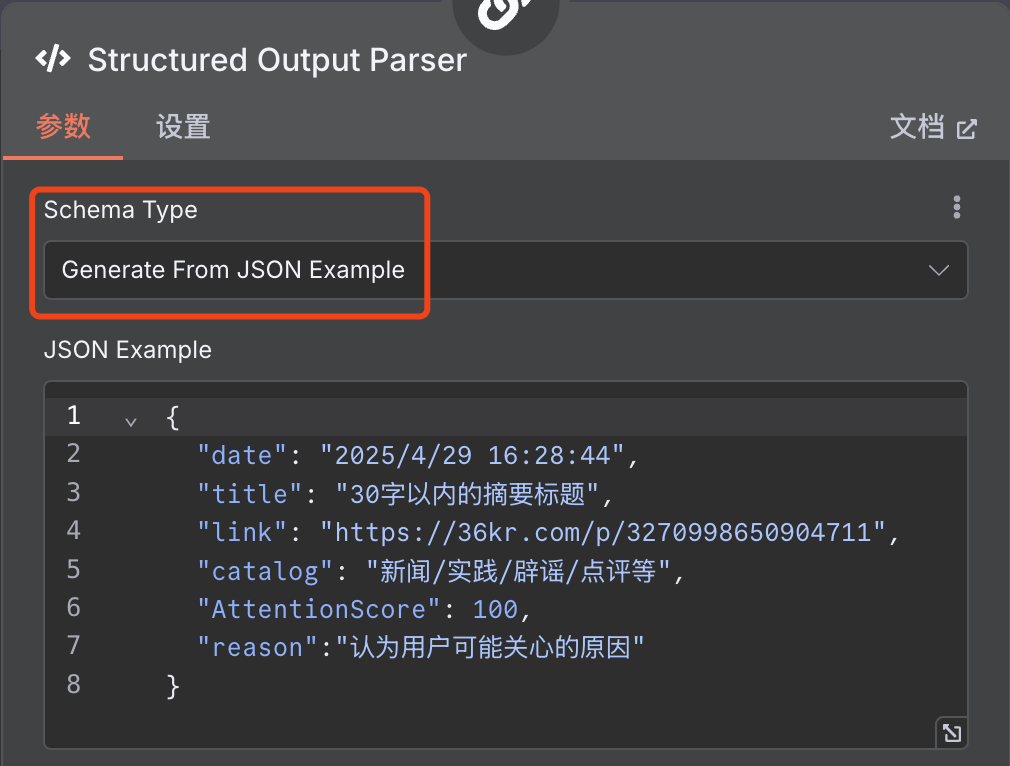 Structured Output Parser
参数 设置 文档
Schema Type
Generate From JSON Example
JSON Example
1 {
2 "date": "2025/4/29 16:28:44",
3 "title": "30字以内的摘要标题",
4 "link": "https://36kr.com/p/3270998650904711",
5 "catalog": "新闻/实践/辟谣/点评等",
6 "AttentionScore": 100,
7 "reason":"认为用户可能关心的原因"
8 }